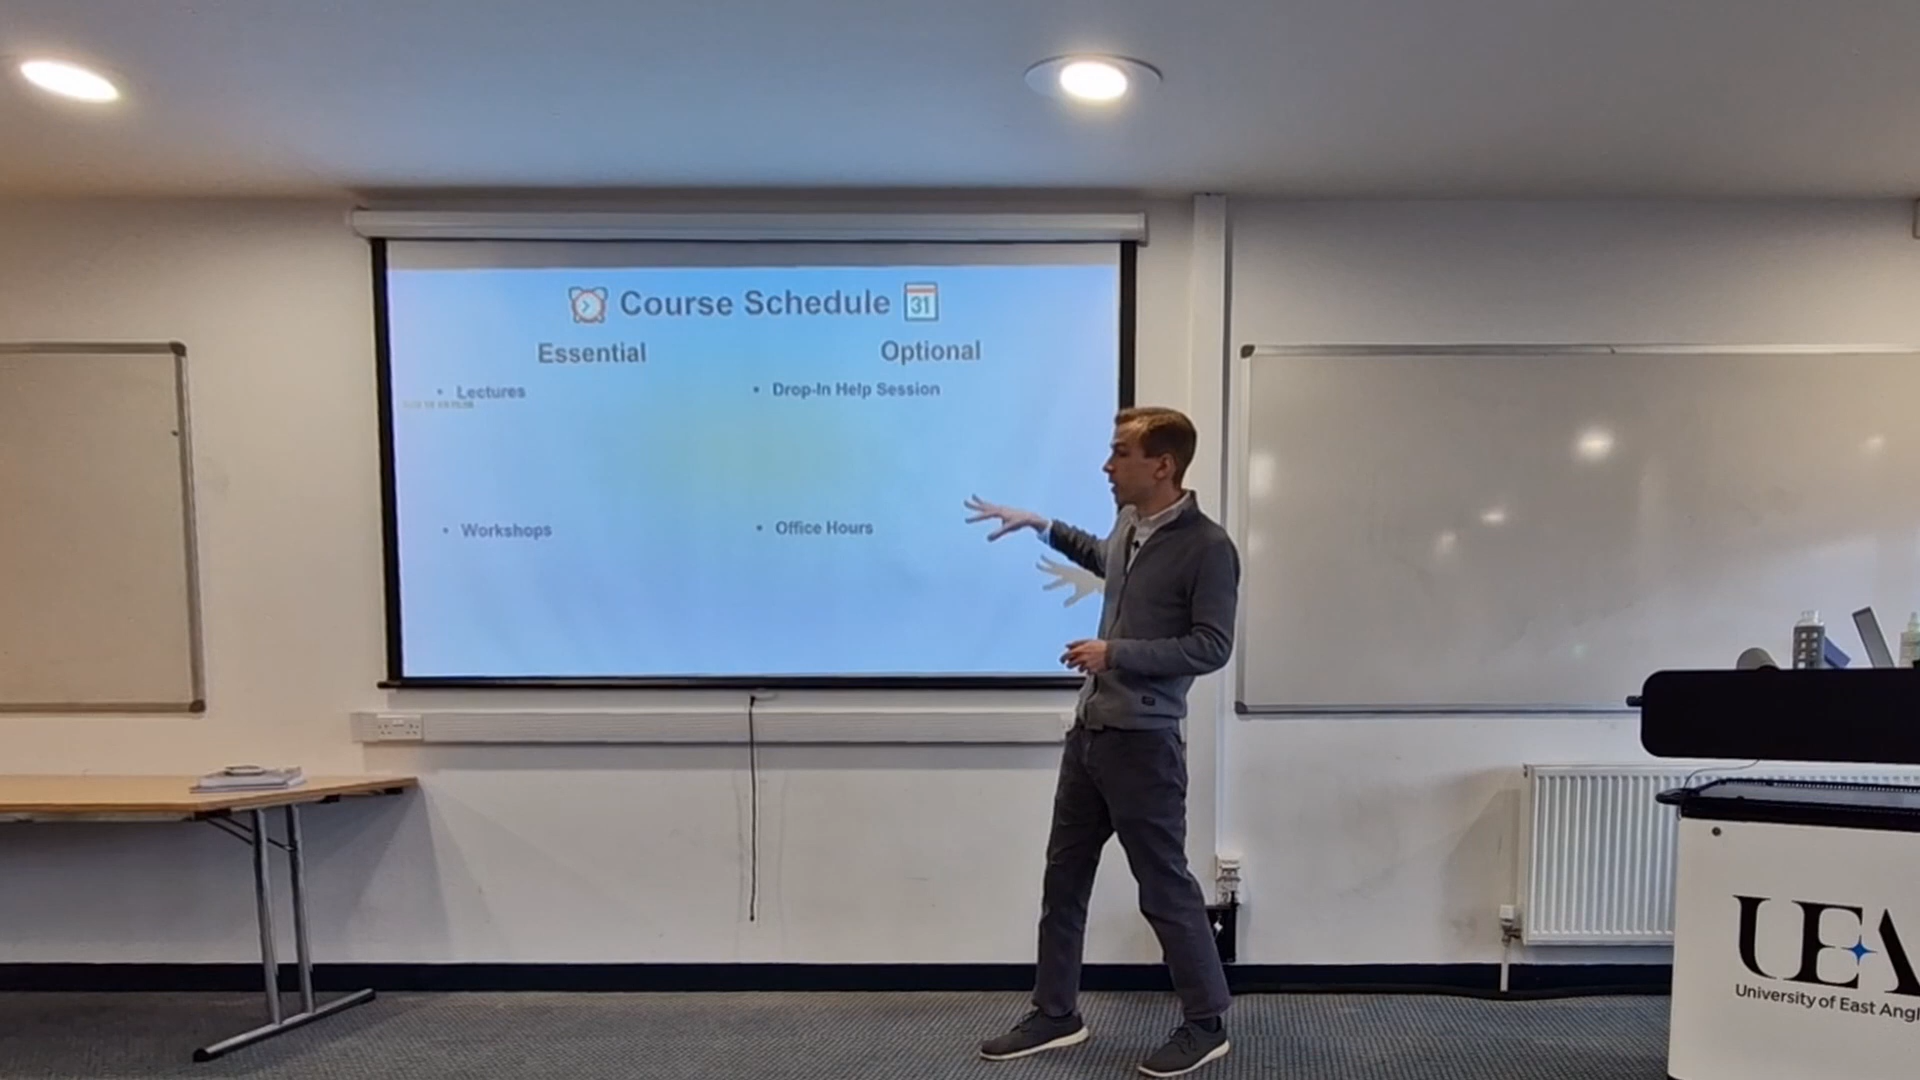 Course Schedule 31
Essential
Optional
• Lectures
• Drop-In Help Session
• Workshops
• Office Hours
UEA
University of East Angl